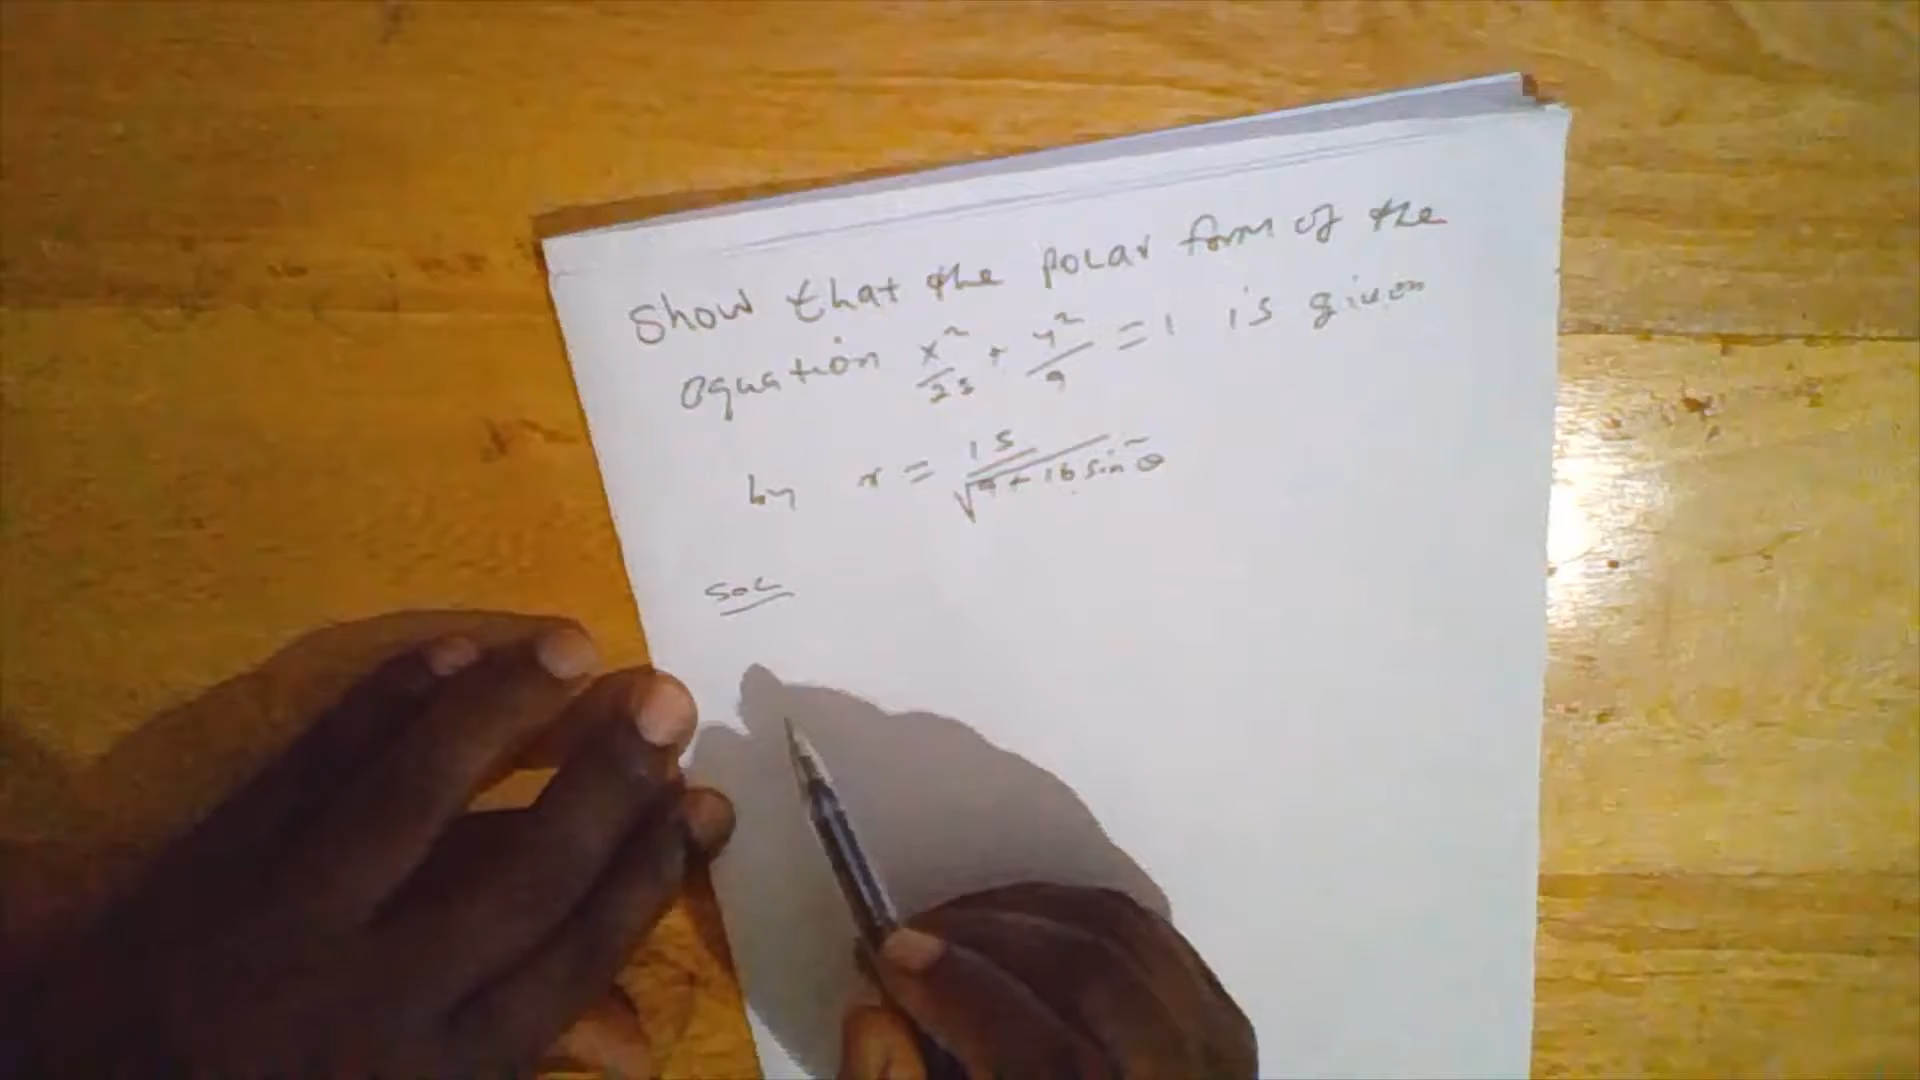 Show that the polar form of the
equation x²/25 + y²/9 = 1 is given
by r = 15/√(9+16 sin²θ)
Sol